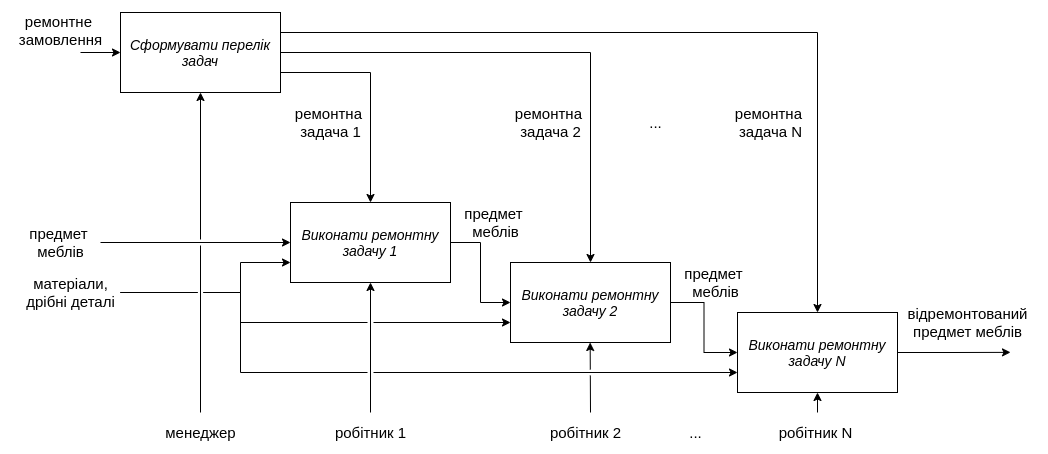 ремонтне
замовлення
Сформувати перелік
задач
ремонтна
задача 1
ремонтна
задача 2
...
ремонтна
задача N
предмет
меблів
матеріали,
дрібні деталі
Виконати ремонтну
задачу 1
предмет
меблів
Виконати ремонтну
задачу 2
предмет
меблів
Виконати ремонтну
задачу N
відремонтований
предмет меблів
менеджер
робітник 1
робітник 2
...
робітник N